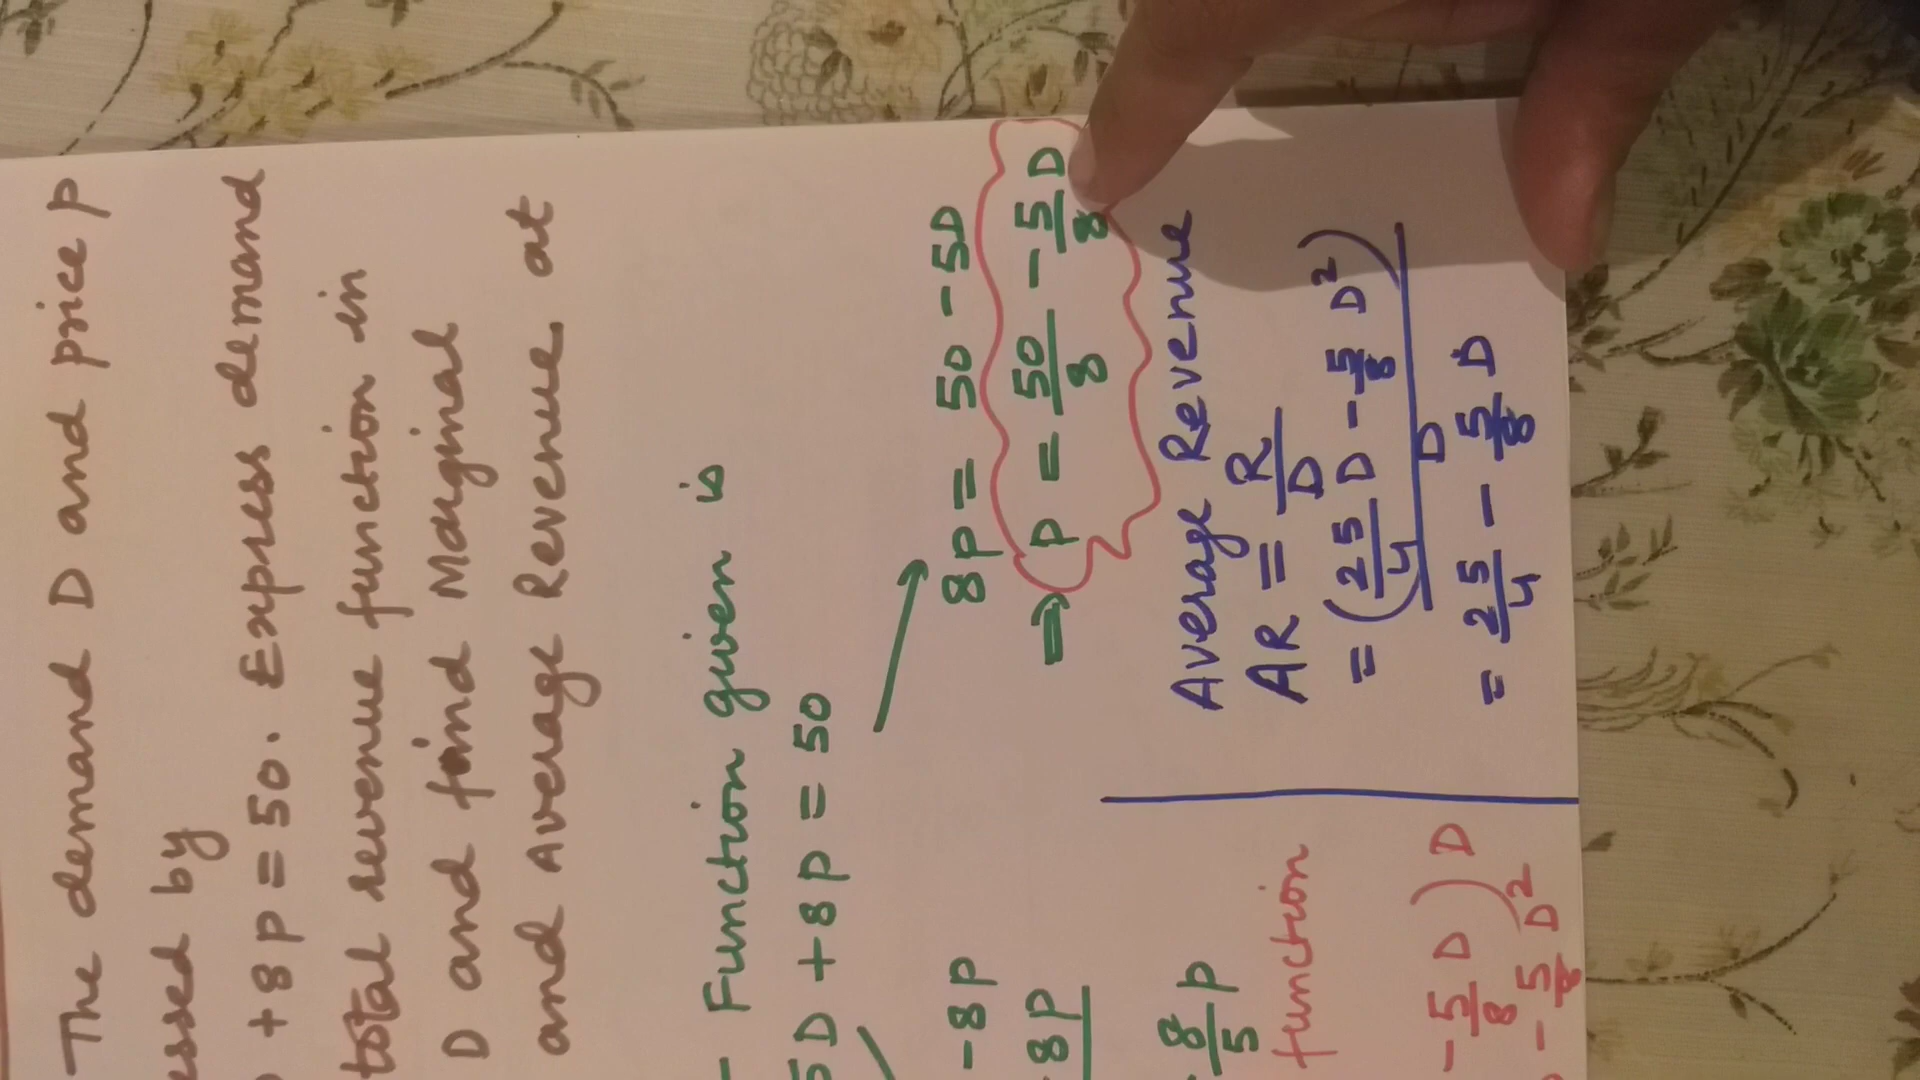 The demand D and price p
essed by
+8p = 50. Express demand
total revenue function in
D and find Marginal
and Average Revenue at
- Function given is
5D + 8p = 50
- 8p
8p
8/5 p
8p = 50 - 5D
⇒ p = 50/8 - 5/8 D
function
- 5/8 D) D
- 5/8 D²
Average Revenue
AR = R/D
= (25/4 D - 5/8 D²)/D
= 25/4 - 5/8 D